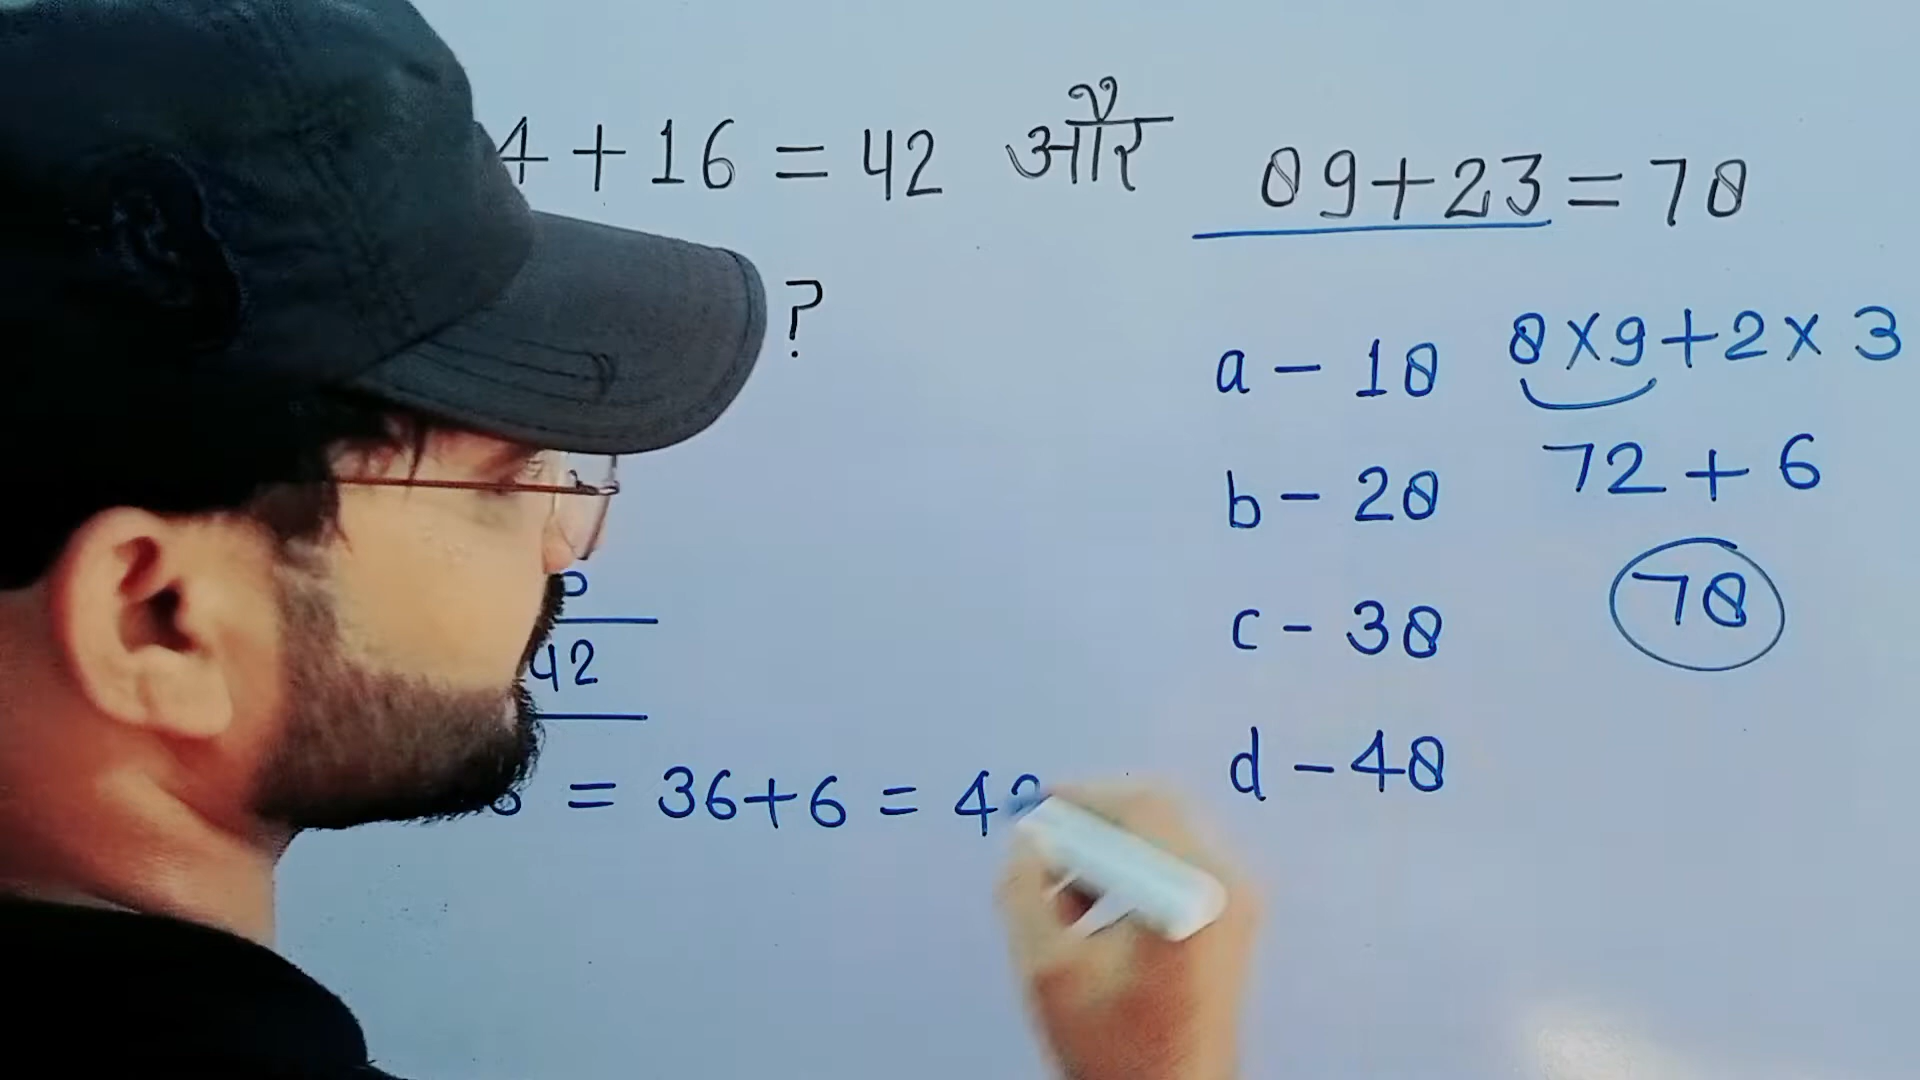 4 + 16 = 42 और 89+23 = 78
?
a - 18
8 × 9 + 2 × 3
b - 28
72 + 6
c - 38
78
42
d - 48
= 36+6 = 42